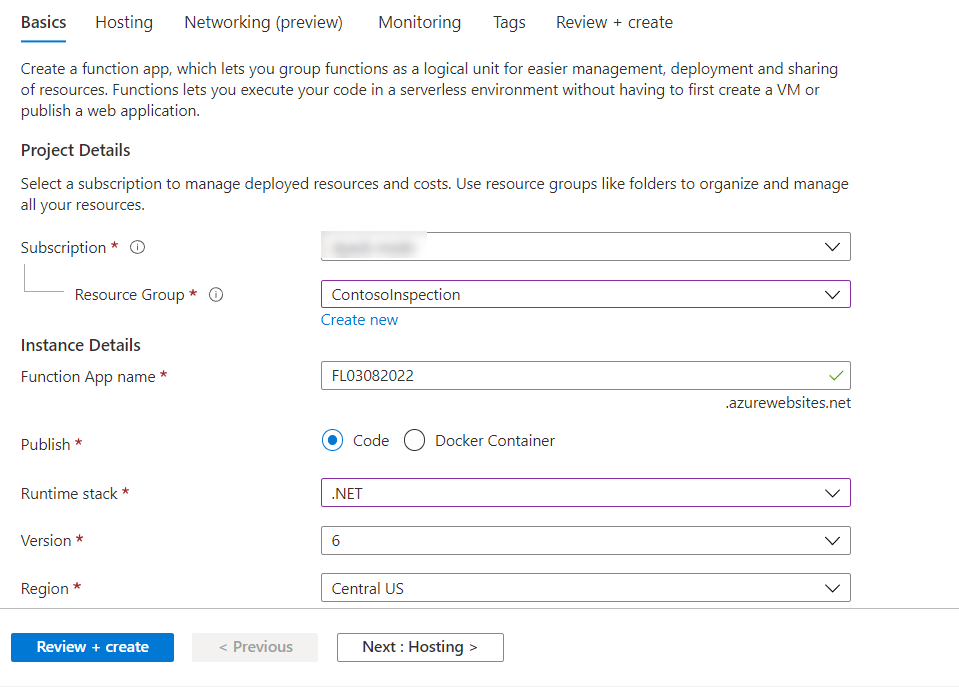 Basics Hosting Networking (preview) Monitoring Tags Review + create
Create a function app, which lets you group functions as a logical unit for easier management, deployment and sharing
of resources. Functions lets you execute your code in a serverless environment without having to first create a VM or
publish a web application.
Project Details
Select a subscription to manage deployed resources and costs. Use resource groups like folders to organize and manage
all your resources.
Subscription *
Resource Group * ContosoInspection
Create new
Instance Details
Function App name * FL03082022
.azurewebsites.net
Publish * Code Docker Container
Runtime stack * .NET
Version * 6
Region * Central US
Review + create < Previous Next : Hosting >